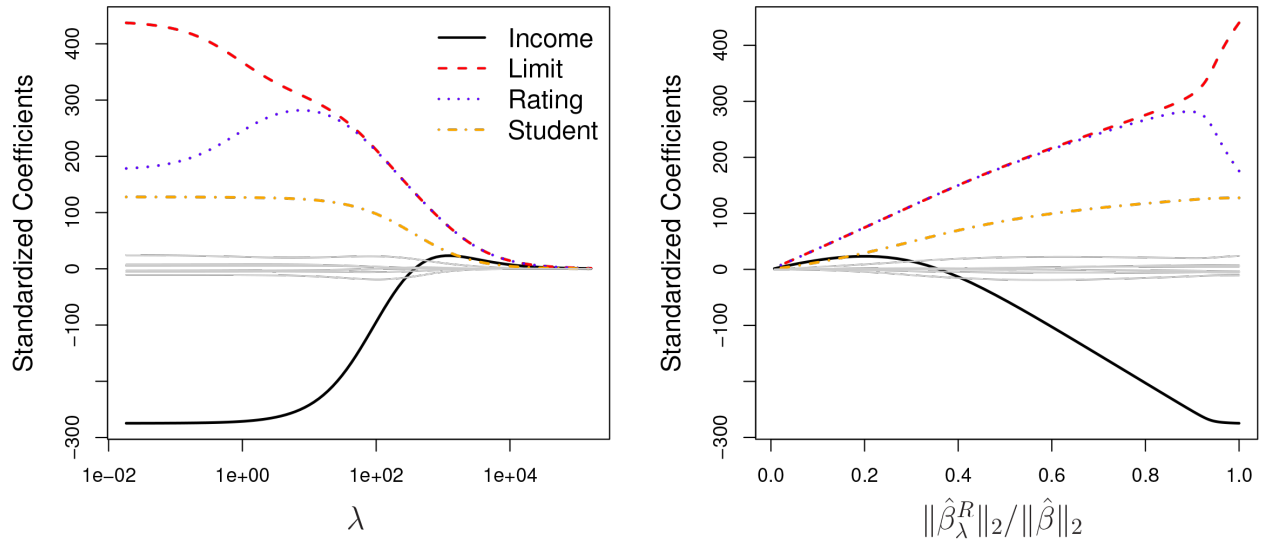 Standardized Coefficients
400
300
200
100
0
-100
-300
1e-02
1e+00
1e+02
1e+04
λ
Income
Limit
Rating
Student
Standardized Coefficients
400
300
200
100
0
-100
-300
0.0
0.2
0.4
0.6
0.8
1.0
‖β̂λᴿ‖₂/‖β̂‖₂